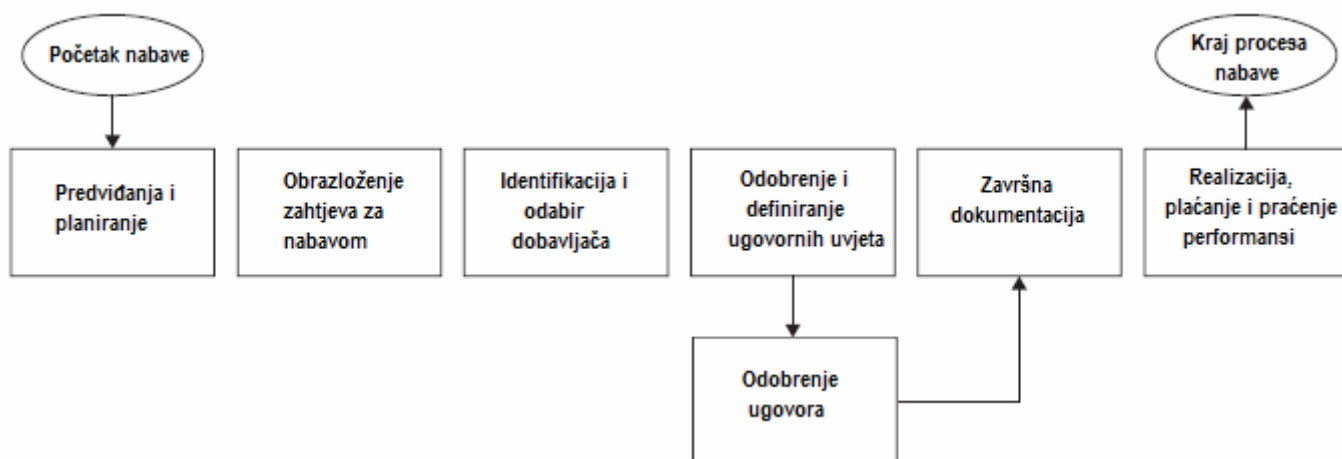 Početak nabave
Kraj procesa
nabave
Predviđanja i
planiranje
Obrazloženje
zahtjeva za
nabavom
Identifikacija i
odabir
dobavljača
Odobrenje i
definiranje
ugovornih uvjeta
Završna
dokumentacija
Realizacija,
plaćanje i praćenje
performansi
Odobrenje
ugovora